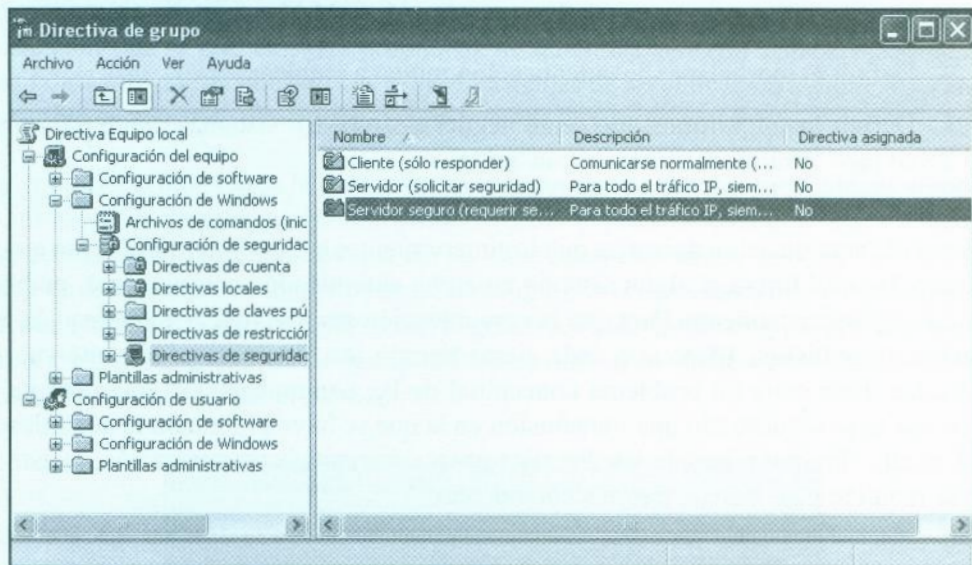 Directiva de grupo
Archivo Acción Ver Ayuda
Directiva Equipo local
Configuración del equipo
Configuración de software
Configuración de Windows
Archivos de comandos (inic
Configuración de seguridad
Directivas de cuenta
Directivas locales
Directivas de claves pú
Directivas de restricción
Directivas de seguridad
Plantillas administrativas
Configuración de usuario
Configuración de software
Configuración de Windows
Plantillas administrativas
Nombre Descripción Directiva asignada
Cliente (sólo responder) Comunicarse normalmente (... No
Servidor (solicitar seguridad) Para todo el tráfico IP, siem... No
Servidor seguro (requerir se... Para todo el tráfico IP, siem... No